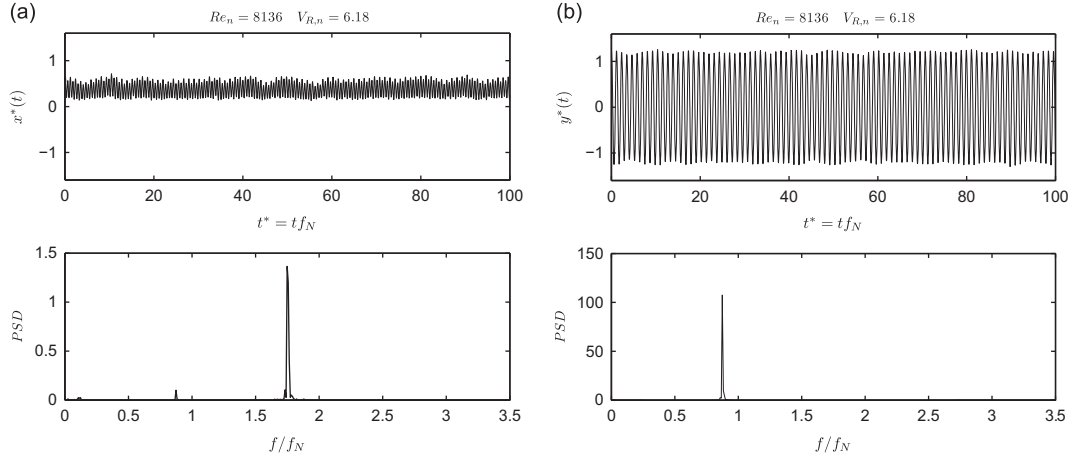 (a)
Re_n = 8136 V_{R,n} = 6.18
1
0
−1
x*(t)
0 20 40 60 80 100
t* = tf_N
1.5
1
0.5
0
PSD
0 0.5 1 1.5 2 2.5 3 3.5
f/f_N
(b)
Re_n = 8136 V_{R,n} = 6.18
1
0
−1
y*(t)
0 20 40 60 80 100
t* = tf_N
150
100
50
0
PSD
0 0.5 1 1.5 2 2.5 3 3.5
f/f_N